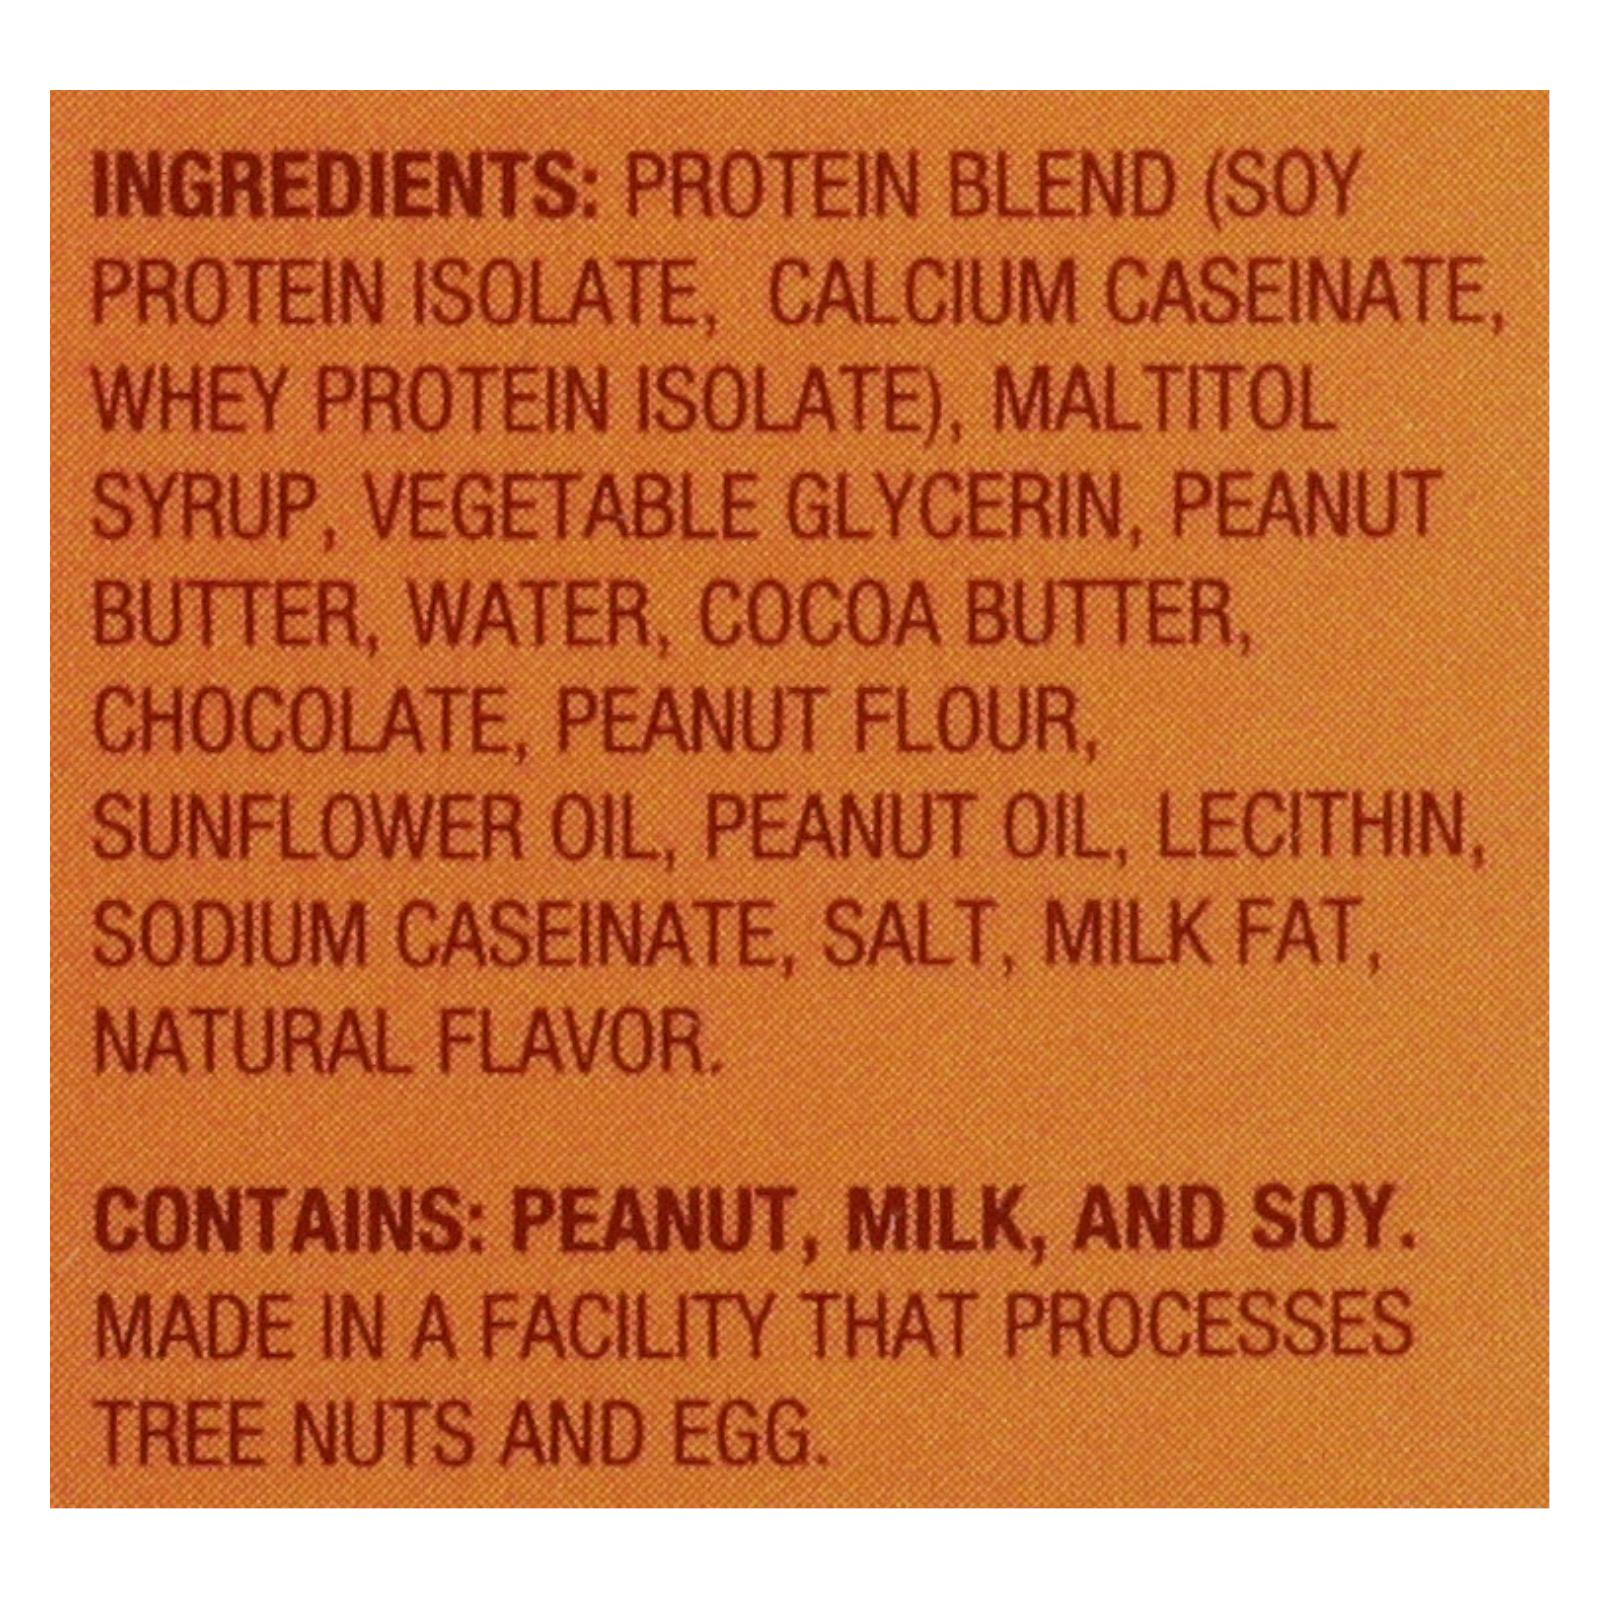 INGREDIENTS: PROTEIN BLEND (SOY
PROTEIN ISOLATE, CALCIUM CASEINATE,
WHEY PROTEIN ISOLATE), MALTITOL
SYRUP, VEGETABLE GLYCERIN, PEANUT
BUTTER, WATER, COCOA BUTTER,
CHOCOLATE, PEANUT FLOUR,
SUNFLOWER OIL, PEANUT OIL, LECITHIN,
SODIUM CASEINATE, SALT, MILK FAT,
NATURAL FLAVOR.
CONTAINS: PEANUT, MILK, AND SOY.
MADE IN A FACILITY THAT PROCESSES
TREE NUTS AND EGG.